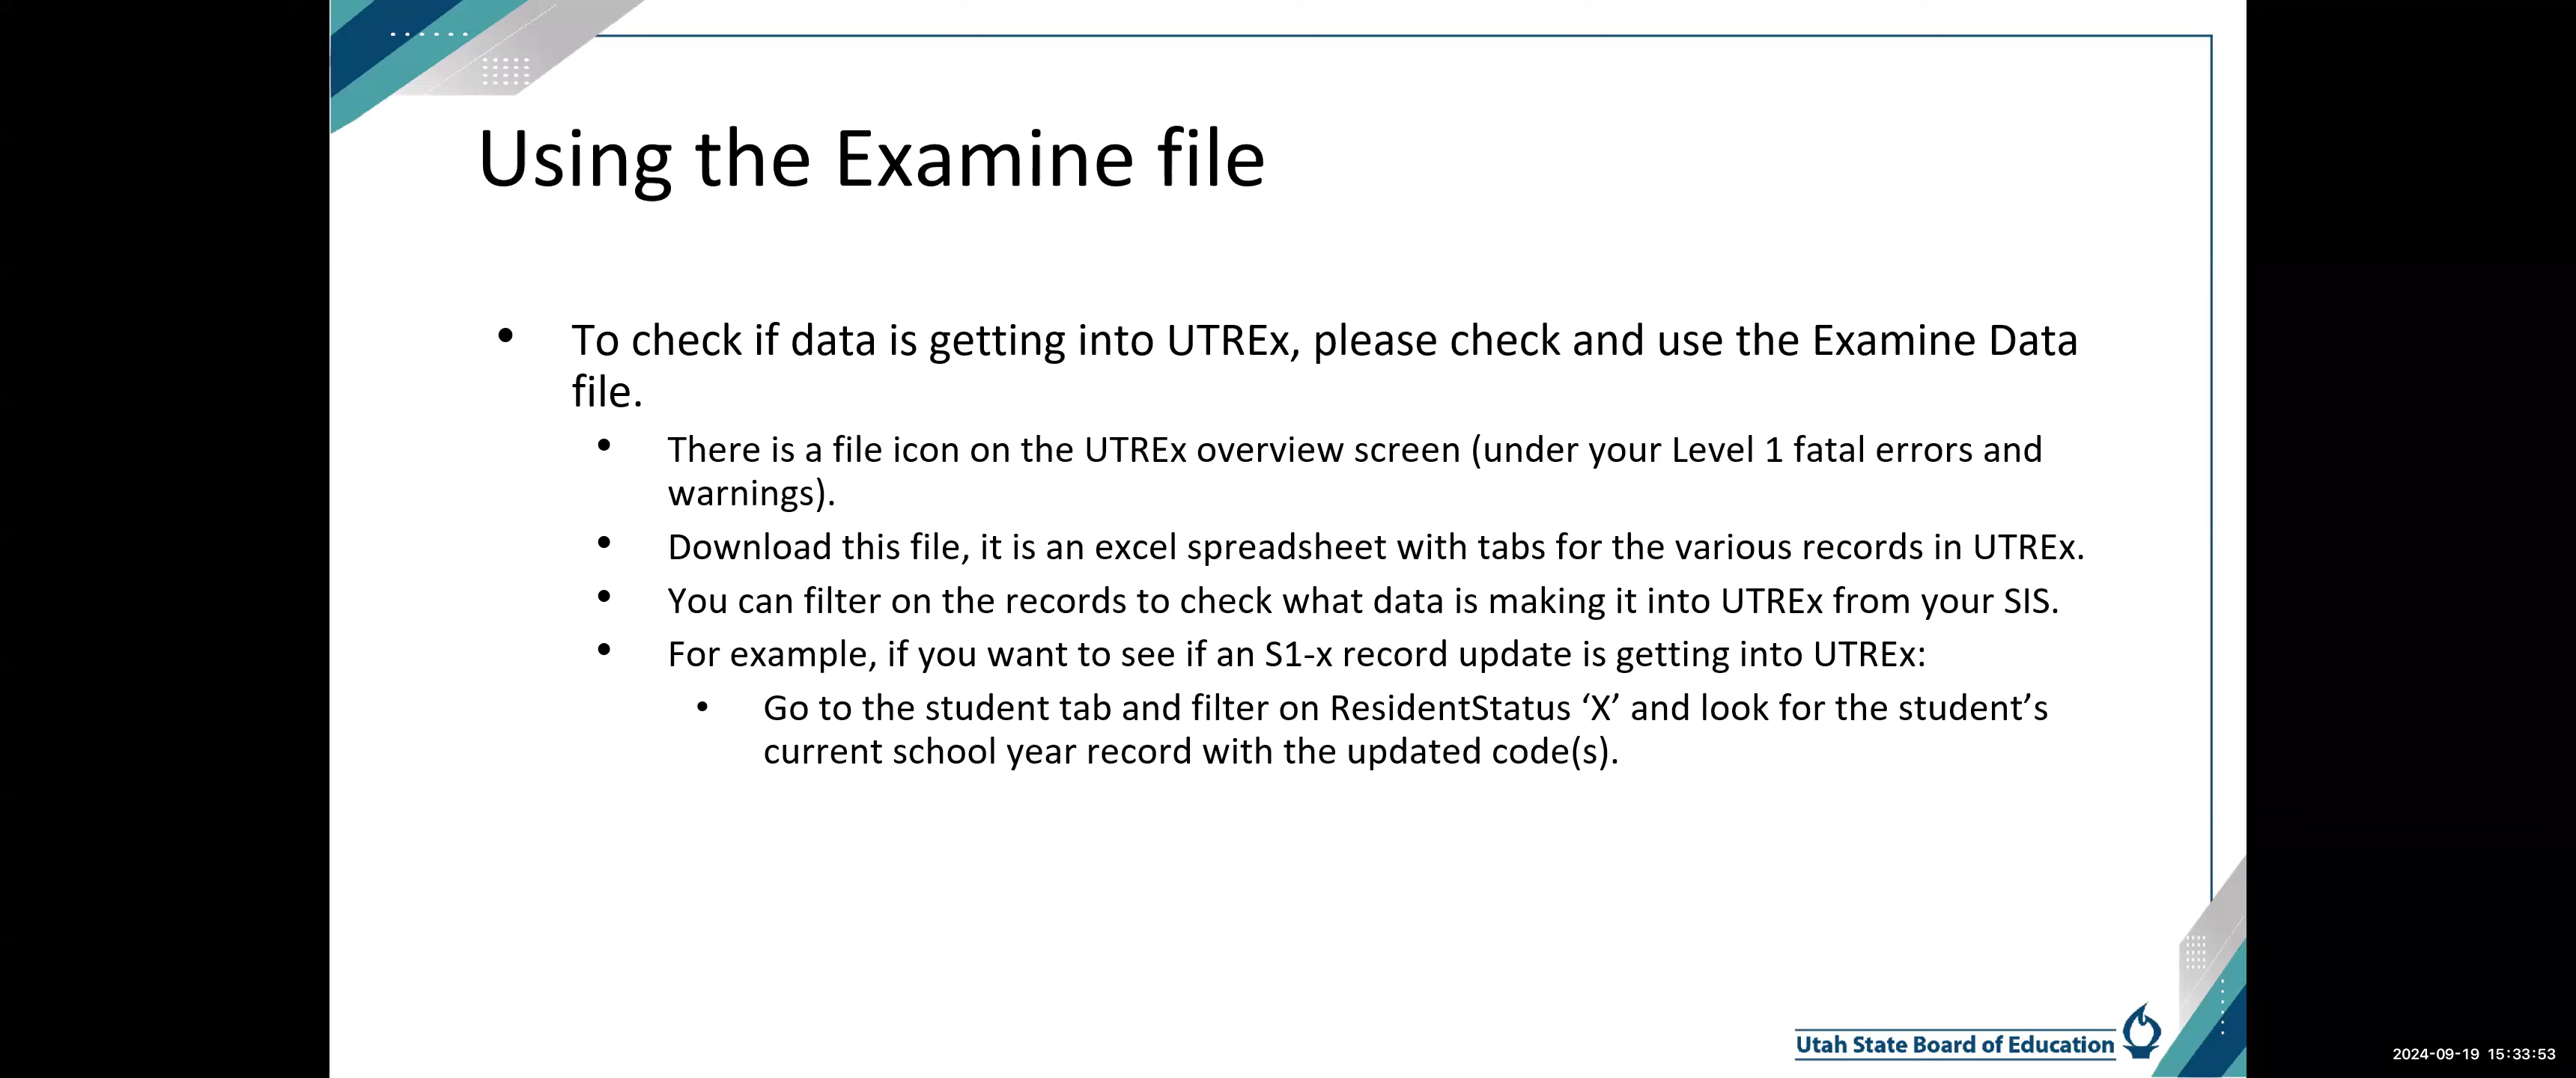 Using the Examine file
• To check if data is getting into UTREx, please check and use the Examine Data
file.
• There is a file icon on the UTREx overview screen (under your Level 1 fatal errors and
warnings).
• Download this file, it is an excel spreadsheet with tabs for the various records in UTREx.
• You can filter on the records to check what data is making it into UTREx from your SIS.
• For example, if you want to see if an S1-x record update is getting into UTREx:
• Go to the student tab and filter on ResidentStatus ‘X’ and look for the student’s
current school year record with the updated code(s).
Utah State Board of Education
2024-09-19 15:33:53